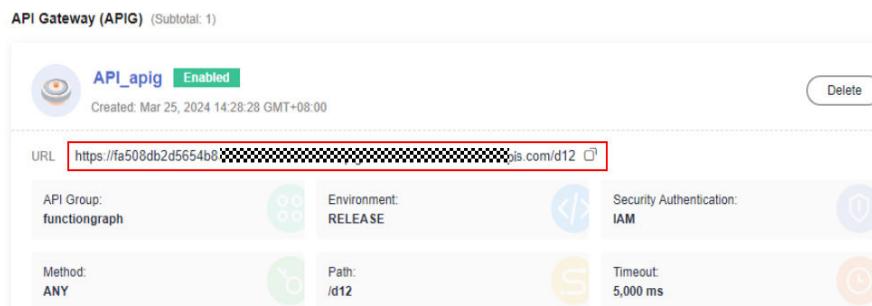 API Gateway (APIG) (Subtotal: 1)
API_apig Enabled
Created: Mar 25, 2024 14:28:28 GMT+08:00
Delete
URL https://fa508db2d5654b8 pis.com/d12
API Group: Environment: Security Authentication:
functiongraph RELEASE IAM
Method: Path: Timeout:
ANY /d12 5,000 ms